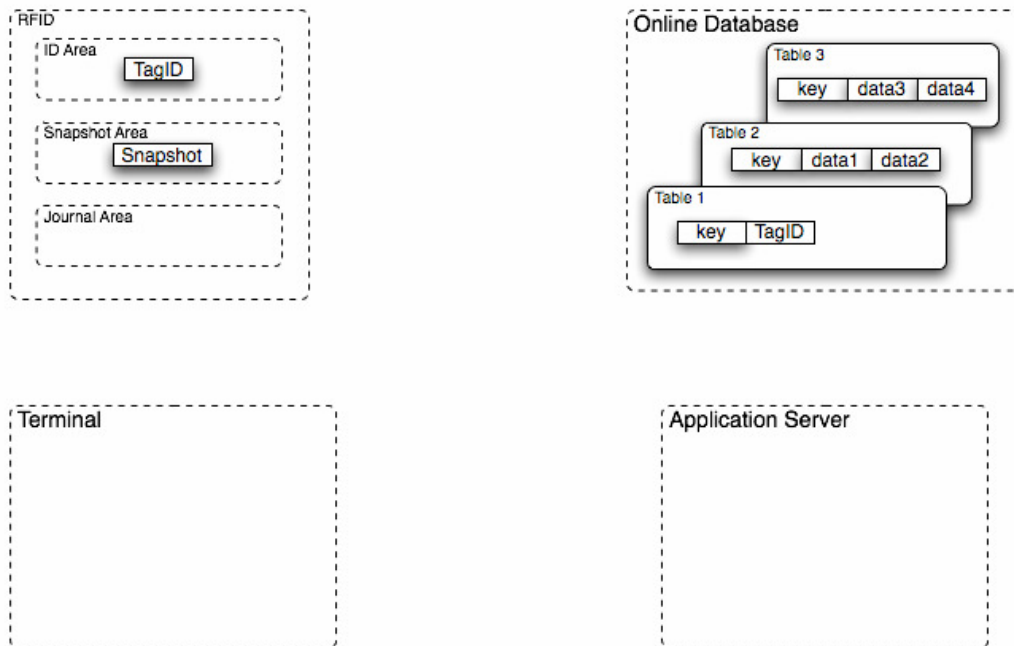 RFID
ID Area
TagID
Snapshot Area
Snapshot
Journal Area
Online Database
Table 3
key data3 data4
Table 2
key data1 data2
Table 1
key TagID
Terminal
Application Server